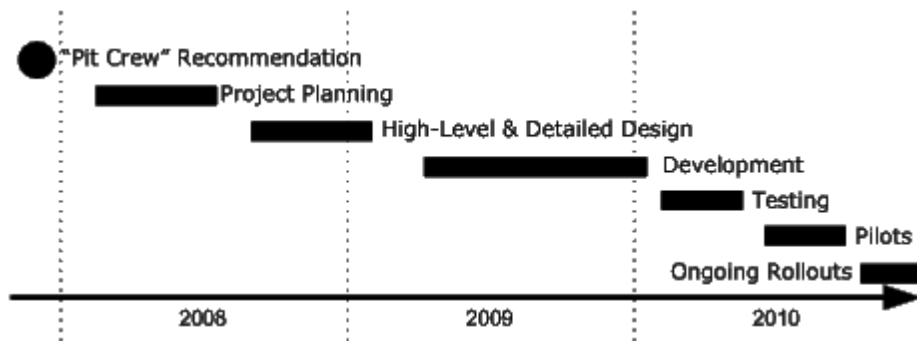 “Pit Crew” Recommendation
Project Planning
High-Level & Detailed Design
Development
Testing
Pilots
Ongoing Rollouts
2008 2009 2010